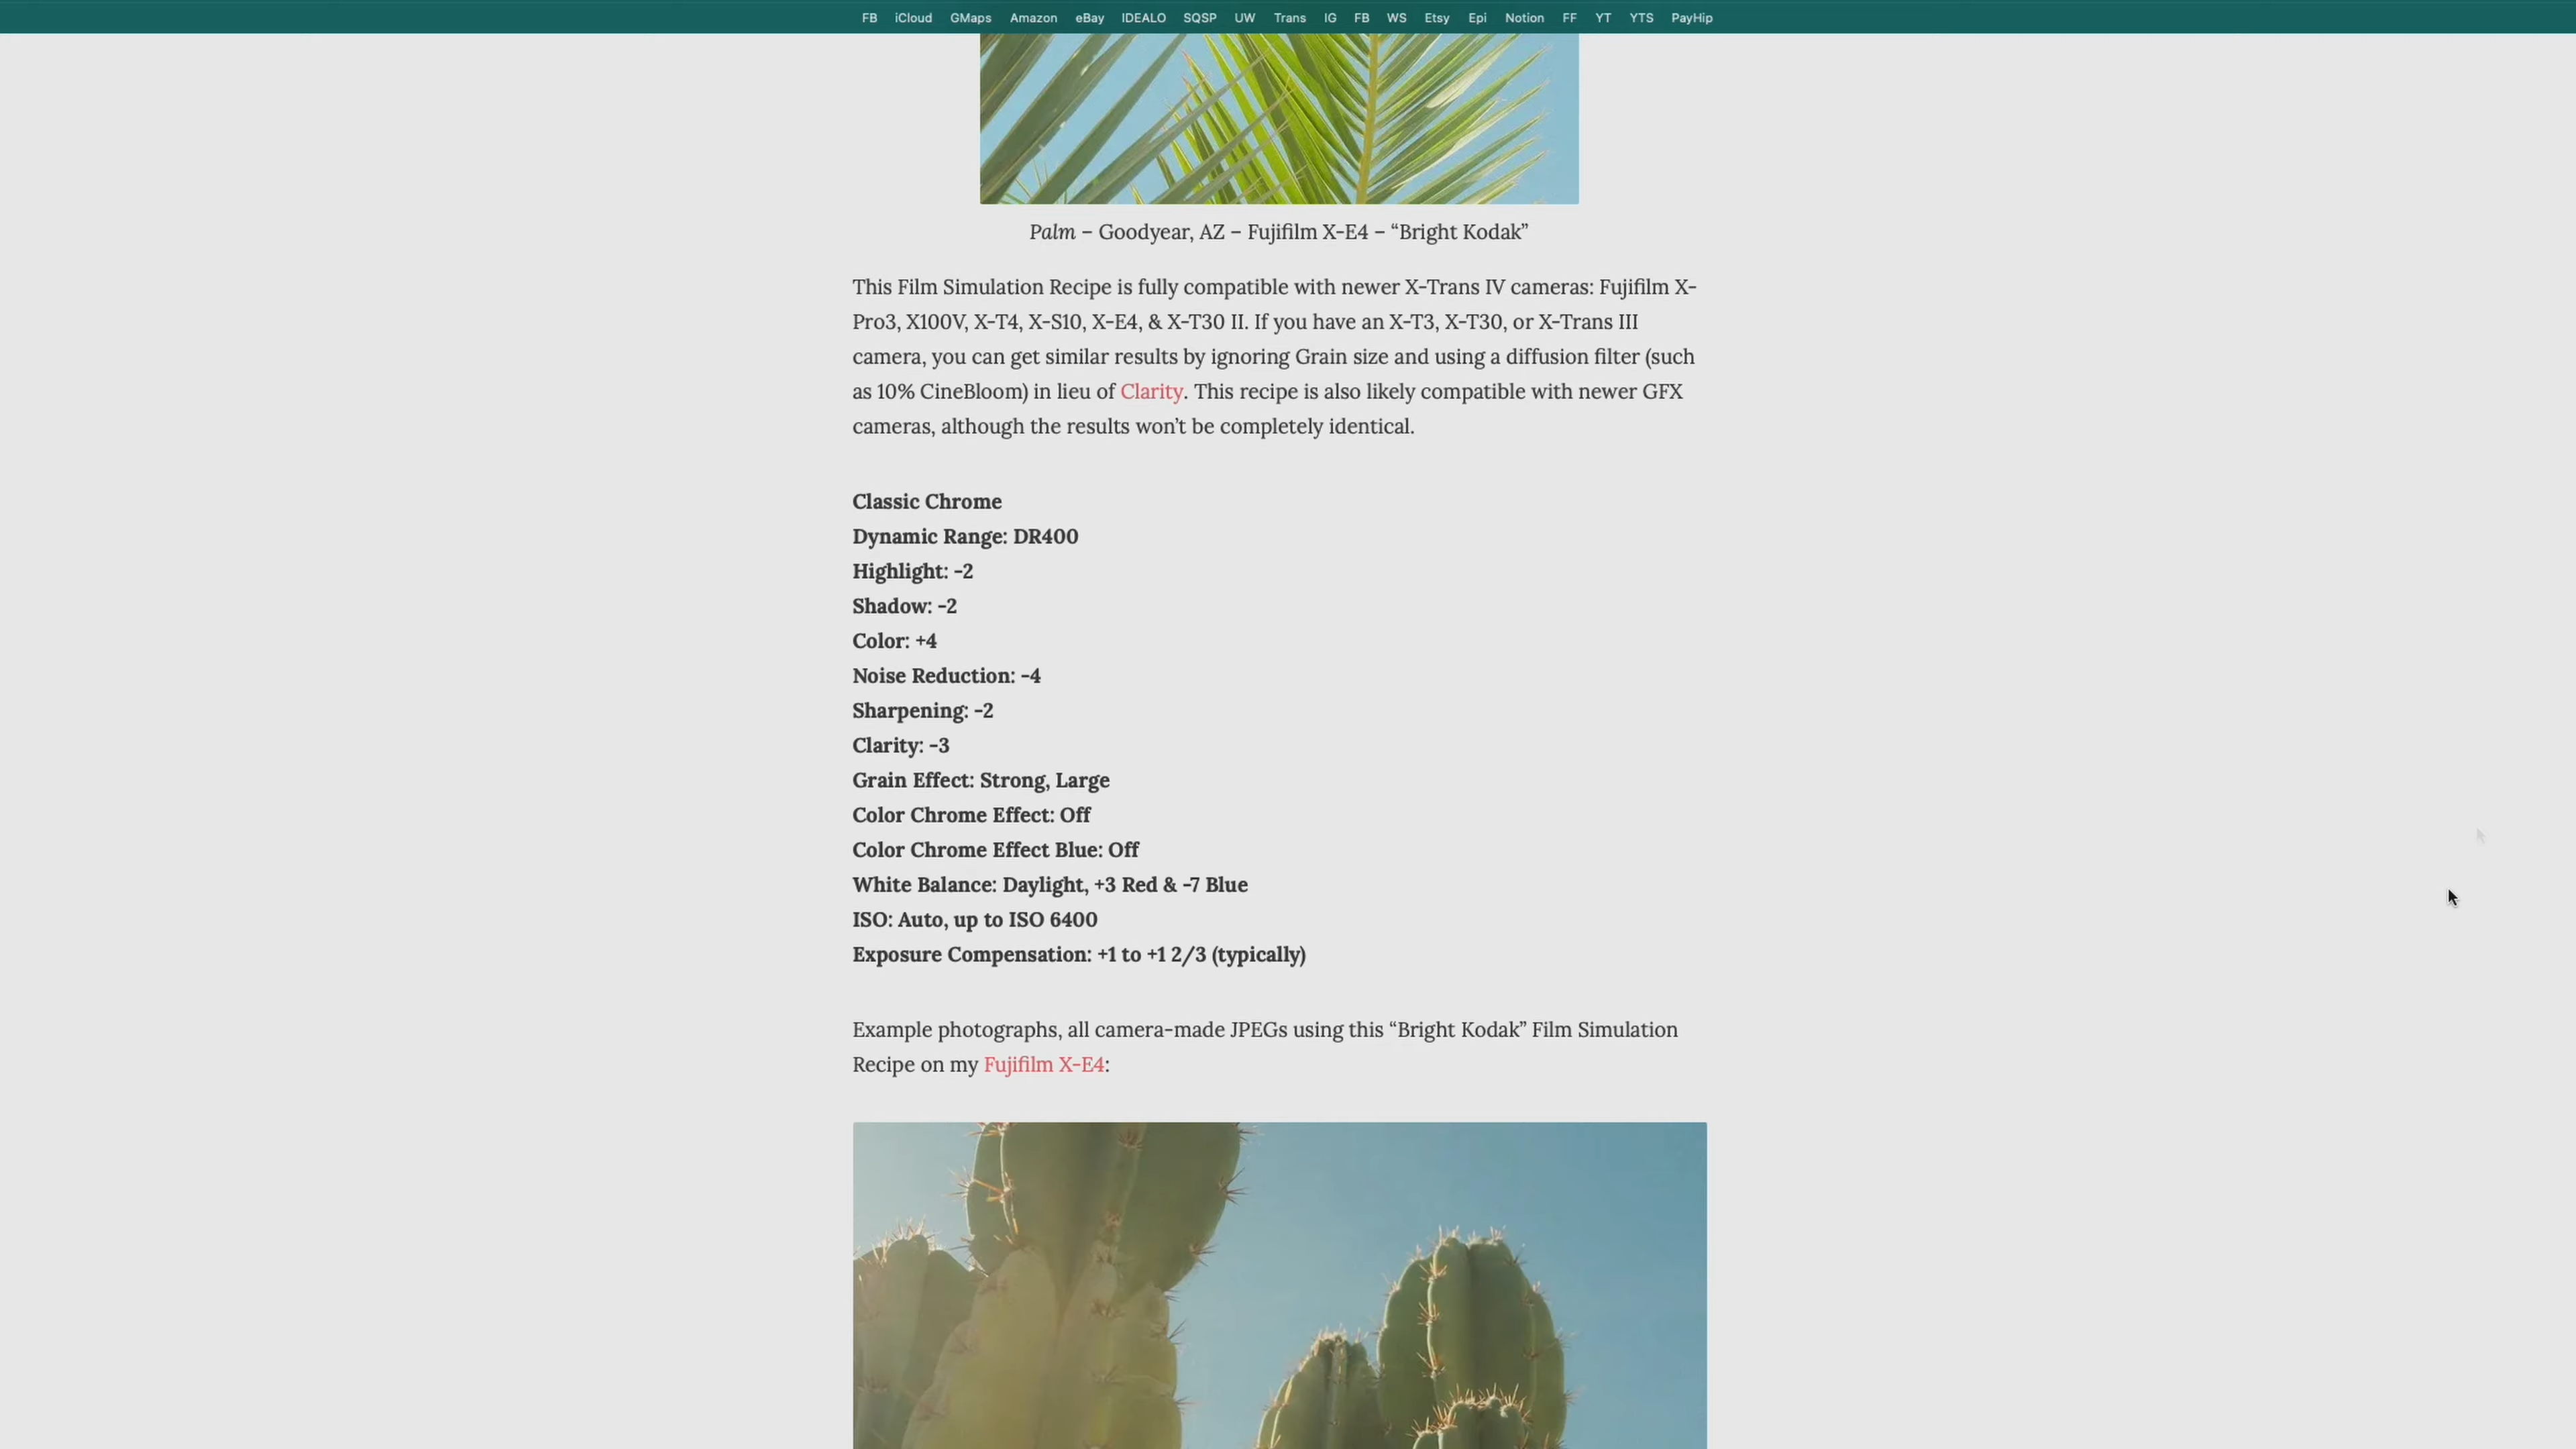 FB iCloud GMaps Amazon eBay IDEALO SQSP UW Trans IG FB WS Etsy Epi Notion FF YT YTS PayHip
Palm – Goodyear, AZ – Fujifilm X-E4 – “Bright Kodak”
This Film Simulation Recipe is fully compatible with newer X-Trans IV cameras: Fujifilm X-
Pro3, X100V, X-T4, X-S10, X-E4, & X-T30 II. If you have an X-T3, X-T30, or X-Trans III
camera, you can get similar results by ignoring Grain size and using a diffusion filter (such
as 10% CineBloom) in lieu of Clarity. This recipe is also likely compatible with newer GFX
cameras, although the results won’t be completely identical.
Classic Chrome
Dynamic Range: DR400
Highlight: -2
Shadow: -2
Color: +4
Noise Reduction: -4
Sharpening: -2
Clarity: -3
Grain Effect: Strong, Large
Color Chrome Effect: Off
Color Chrome Effect Blue: Off
White Balance: Daylight, +3 Red & -7 Blue
ISO: Auto, up to ISO 6400
Exposure Compensation: +1 to +1 2/3 (typically)
Example photographs, all camera-made JPEGs using this “Bright Kodak” Film Simulation
Recipe on my Fujifilm X-E4: